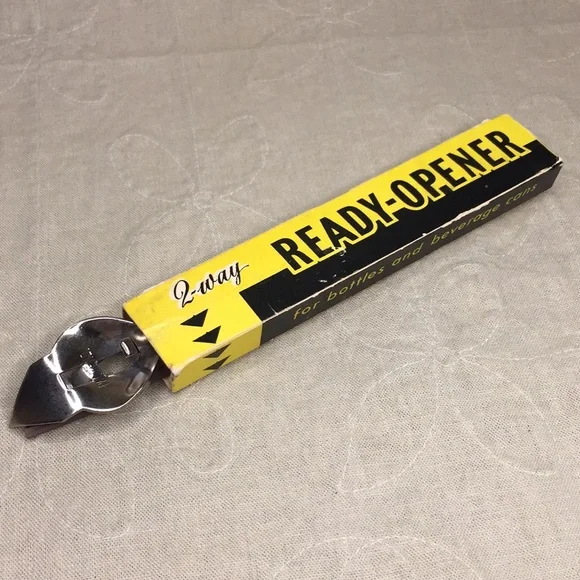 2-way
READY-OPENER
for bottles and beverage cans